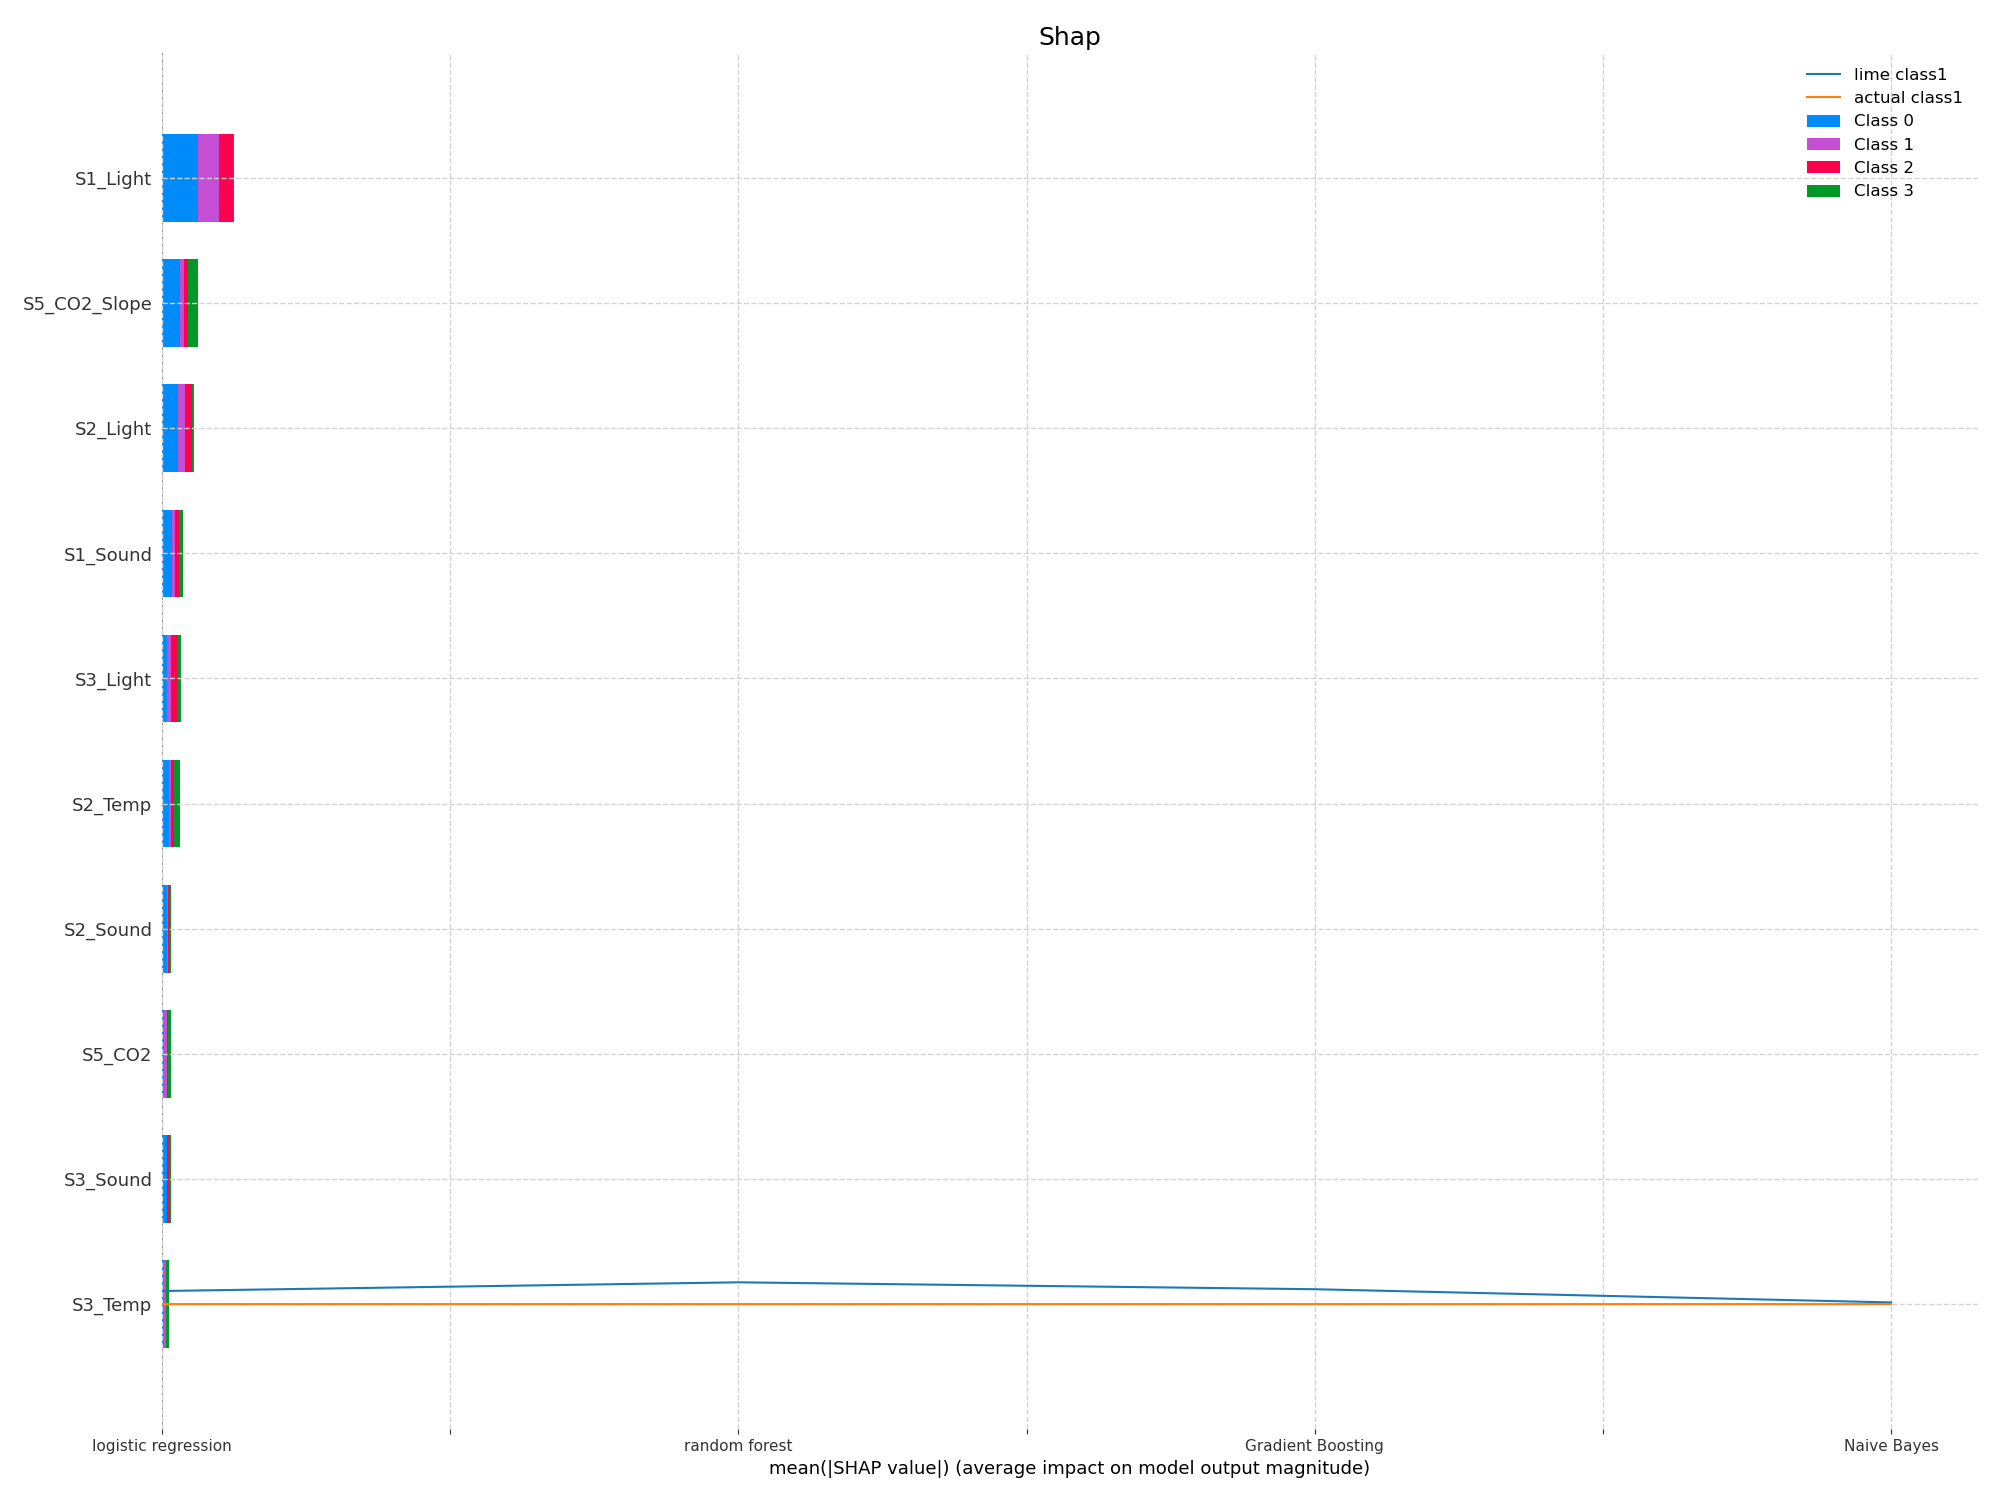 Shap
lime class1
actual class1
Class 0
Class 1
Class 2
Class 3
S1_Light
S5_CO2_Slope
S2_Light
S1_Sound
S3_Light
S2_Temp
S2_Sound
S5_CO2
S3_Sound
S3_Temp
logistic regression random forest Gradient Boosting Naive Bayes
mean(|SHAP value|) (average impact on model output magnitude)